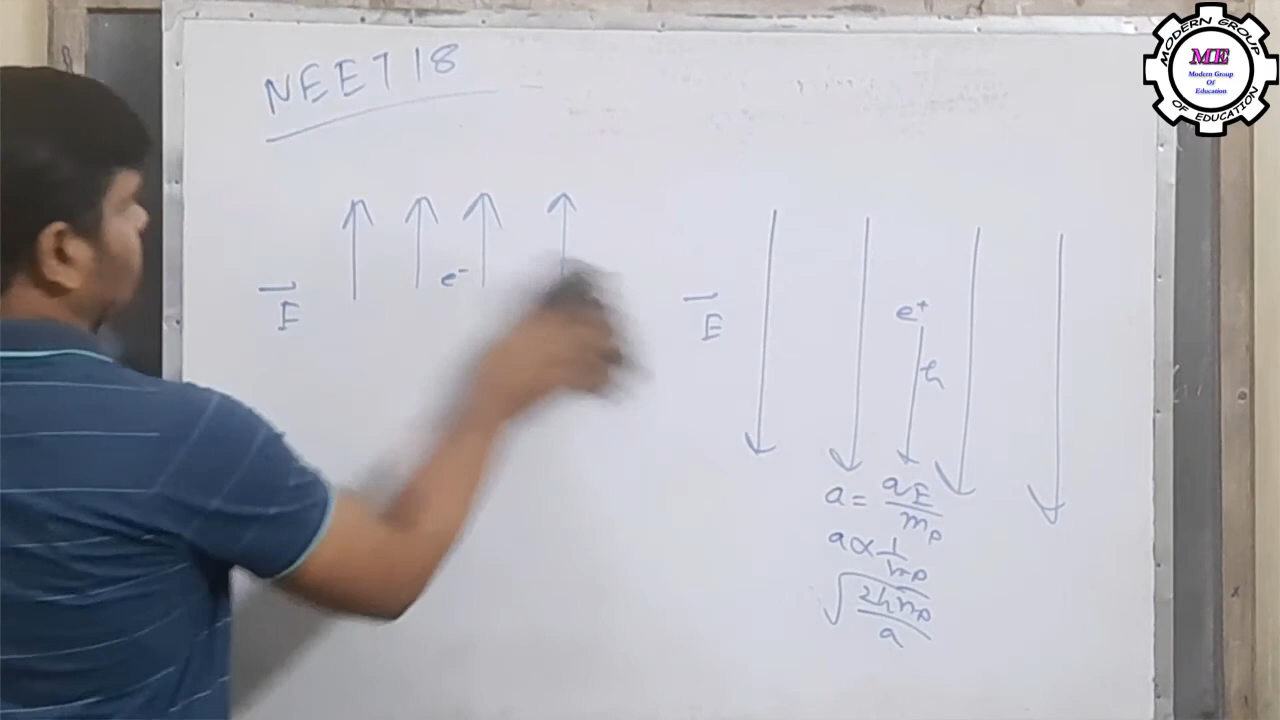 NEET 18
MODERN GROUP
ME
Modern Group
Of
Education
OF EDUCATION
e-
E
E
e+
h
a = qE
mp
a ∝ 1
mp
√2hmp
a